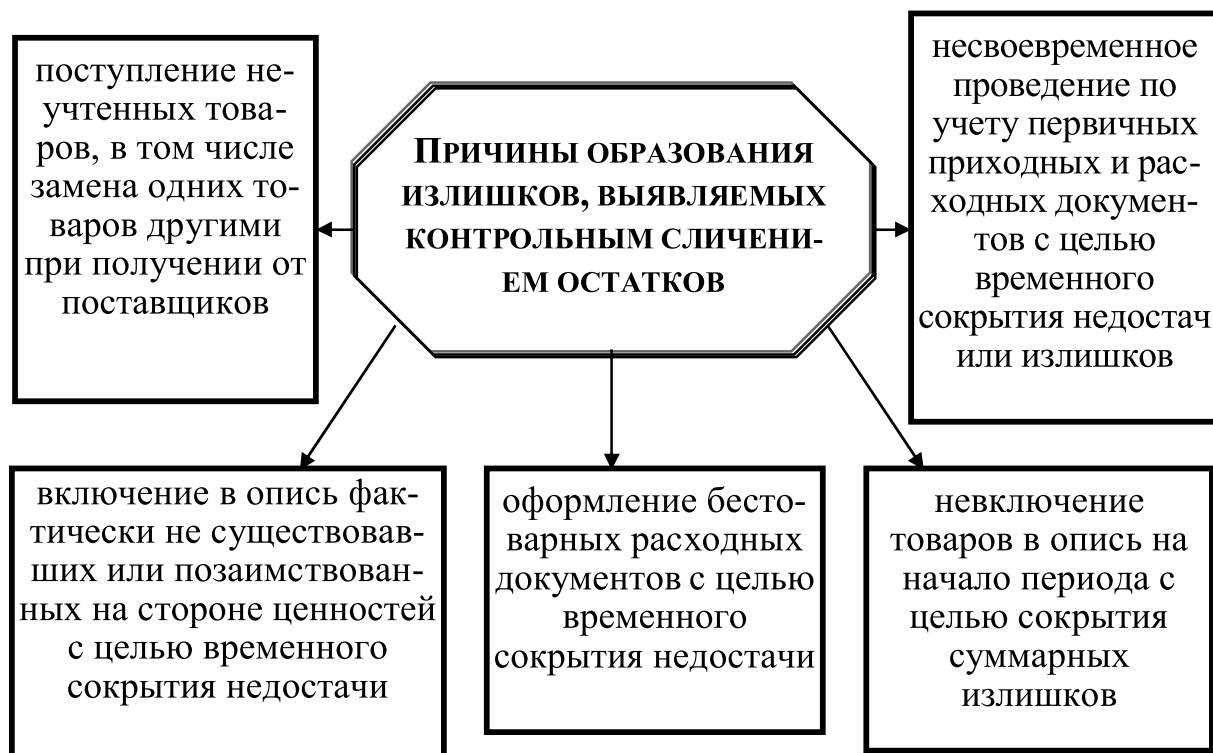 поступление не-
учтенных това-
ров, в том числе
замена одних то-
варов другими
при получении от
поставщиков
ПРИЧИНЫ ОБРАЗОВАНИЯ
ИЗЛИШКОВ, ВЫЯВЛЯЕМЫХ
КОНТРОЛЬНЫМ СЛИЧЕНИ-
ЕМ ОСТАТКОВ
несвоевременное
проведение по
учету первичных
приходных и рас-
ходных докумен-
тов с целью
временного
сокрытия недостач
или излишков
включение в опись фак-
тически не существовав-
ших или позаимствован-
ных на стороне ценностей
с целью временного
сокрытия недостачи
оформление бесто-
варных расходных
документов с целью
временного
сокрытия недостачи
невключение
товаров в опись на
начало периода с
целью сокрытия
суммарных
излишков